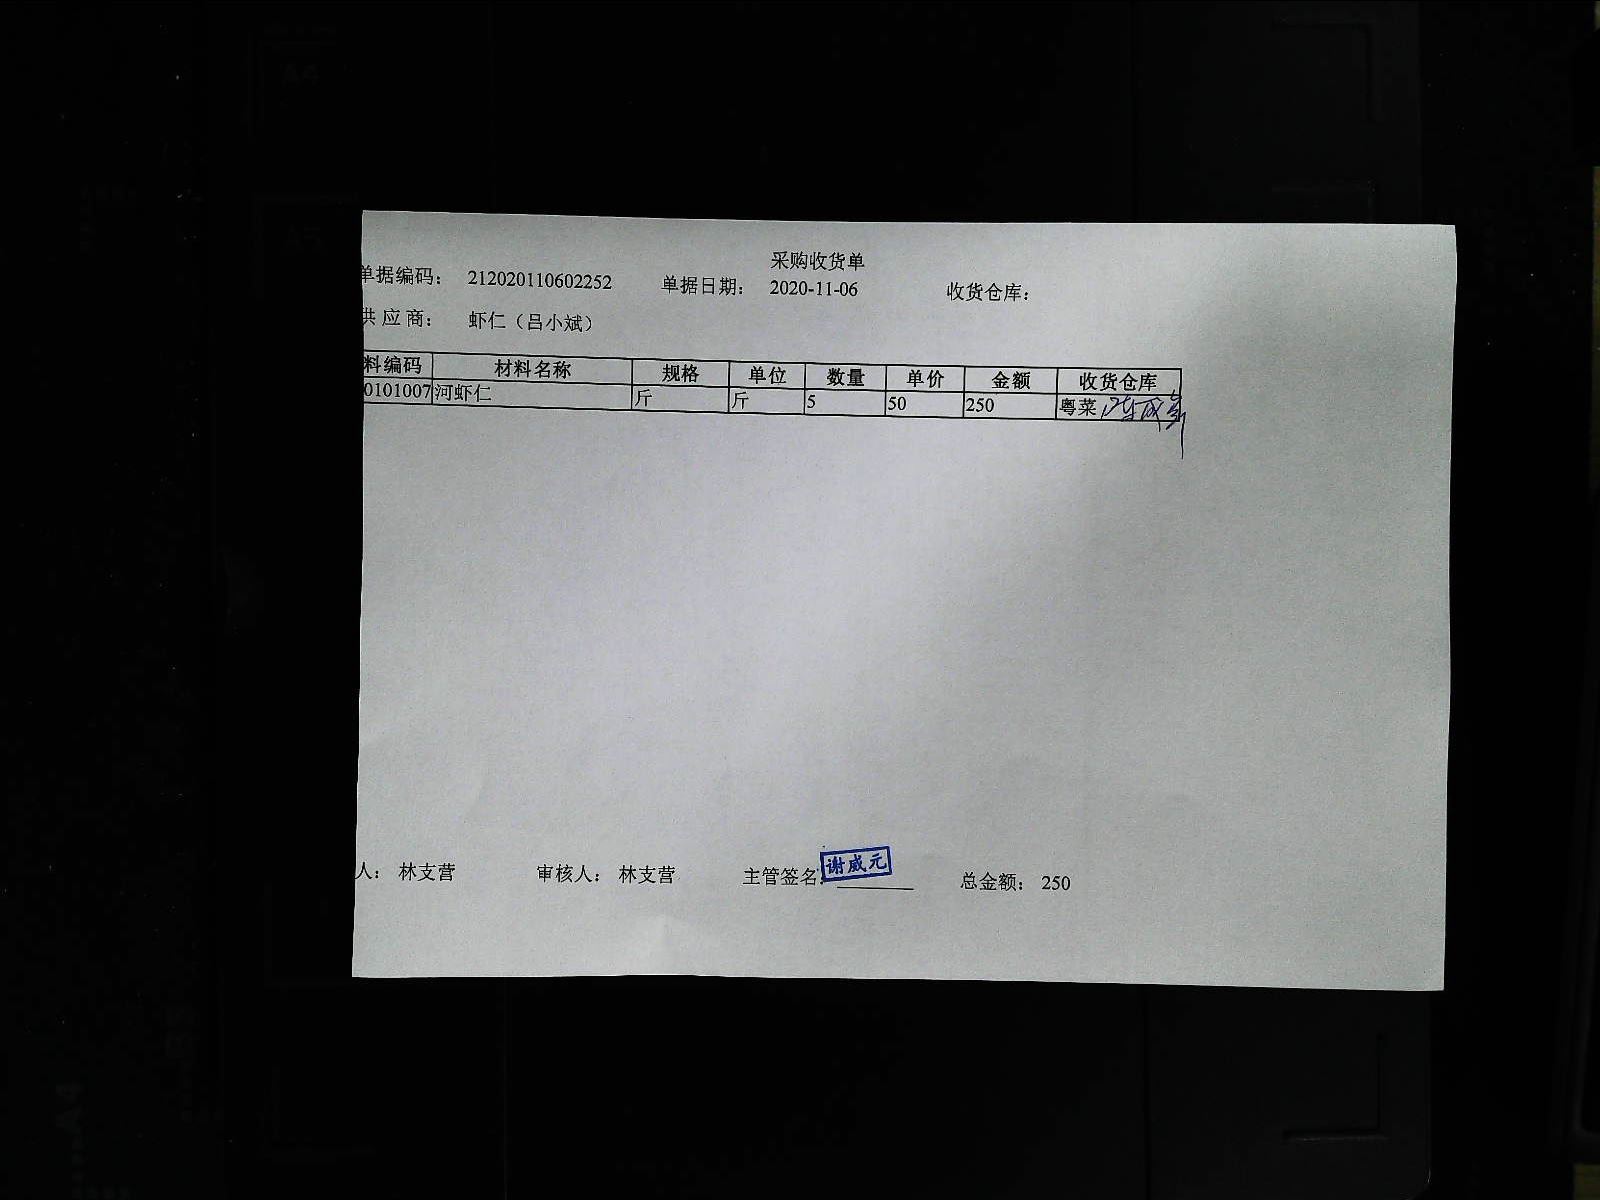 采购收货单
单据编码： 212020110602252 单据日期： 2020-11-06 收货仓库：
供应商： 虾仁（吕小斌）
料编码 材料名称 规格 单位 数量 单价 金额 收货仓库
0101007 河虾仁 斤 斤 5 50 250 粤菜
人： 林支营 审核人： 林支营 主管签名： 谢威元 总金额： 250